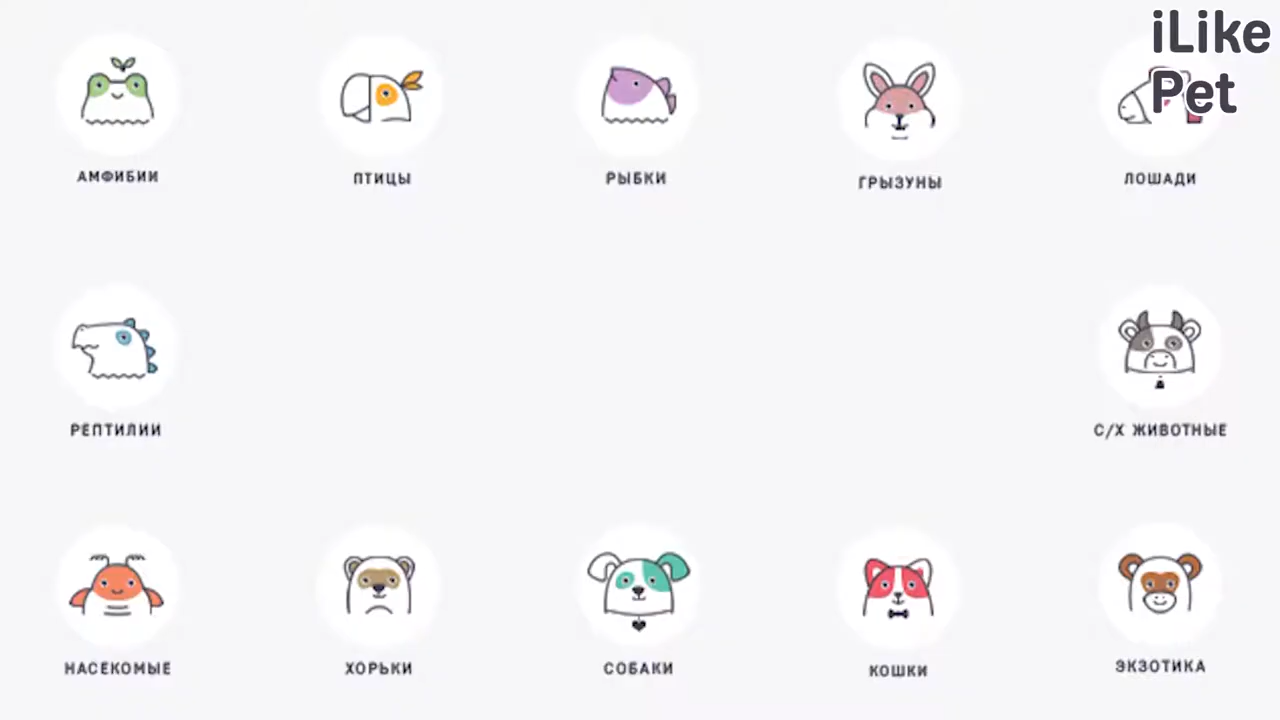 iLike
Pet
АМФИБИИ
ПТИЦЫ
РЫБКИ
ГРЫЗУНЫ
ЛОШАДИ
РЕПТИЛИИ
С/Х ЖИВОТНЫЕ
НАСЕКОМЫЕ
ХОРЬКИ
СОБАКИ
КОШКИ
ЭКЗОТИКА